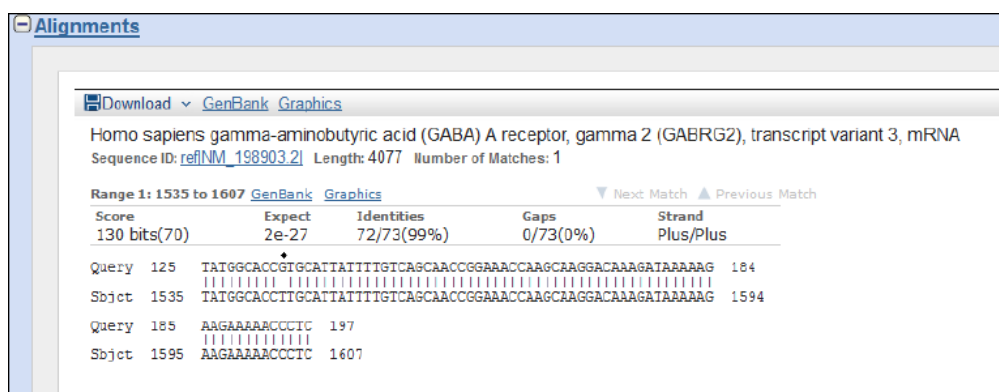 Alignments
Download GenBank Graphics
Homo sapiens gamma-aminobutyric acid (GABA) A receptor, gamma 2 (GABRG2), transcript variant 3, mRNA
Sequence ID: ref|NM_198903.2| Length: 4077 Number of Matches: 1
Range 1: 1535 to 1607 GenBank Graphics ▼ Next Match ▲ Previous Match
Score Expect Identities Gaps Strand
130 bits(70) 2e-27 72/73(99%) 0/73(0%) Plus/Plus
Query 125 TATGGCACCGTGCATTATTTTGTCAGCAACCGGAAACCAAGCAAGGACAAAGATAAAAAG 184
Sbjct 1535 TATGGCACCTTGCATTATTTTGTCAGCAACCGGAAACCAAGCAAGGACAAAGATAAAAAG 1594
Query 185 AAGAAAAACCCTC 197
Sbjct 1595 AAGAAAAACCCTC 1607